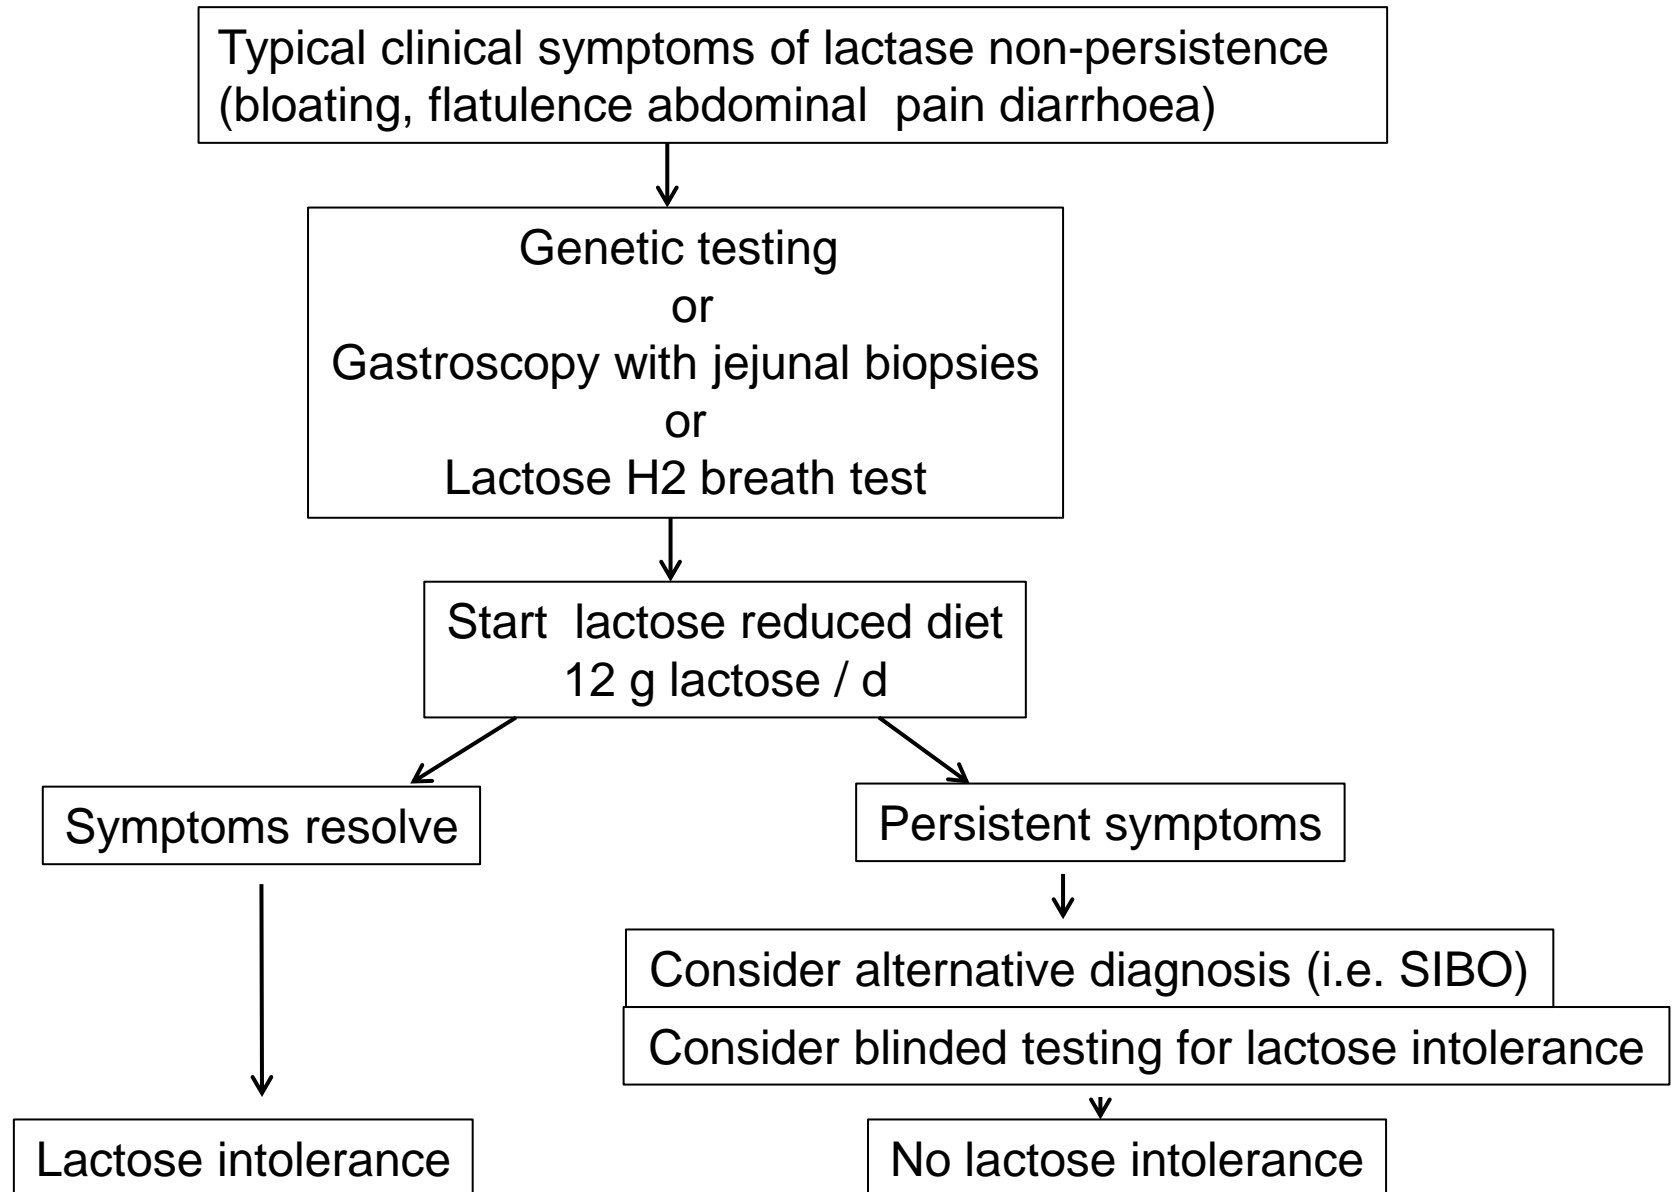 Typical clinical symptoms of lactase non-persistence
(bloating, flatulence abdominal pain diarrhoea)
Genetic testing
or
Gastroscopy with jejunal biopsies
or
Lactose H2 breath test
Start lactose reduced diet
12 g lactose / d
Symptoms resolve
Persistent symptoms
Consider alternative diagnosis (i.e. SIBO)
Consider blinded testing for lactose intolerance
Lactose intolerance
No lactose intolerance